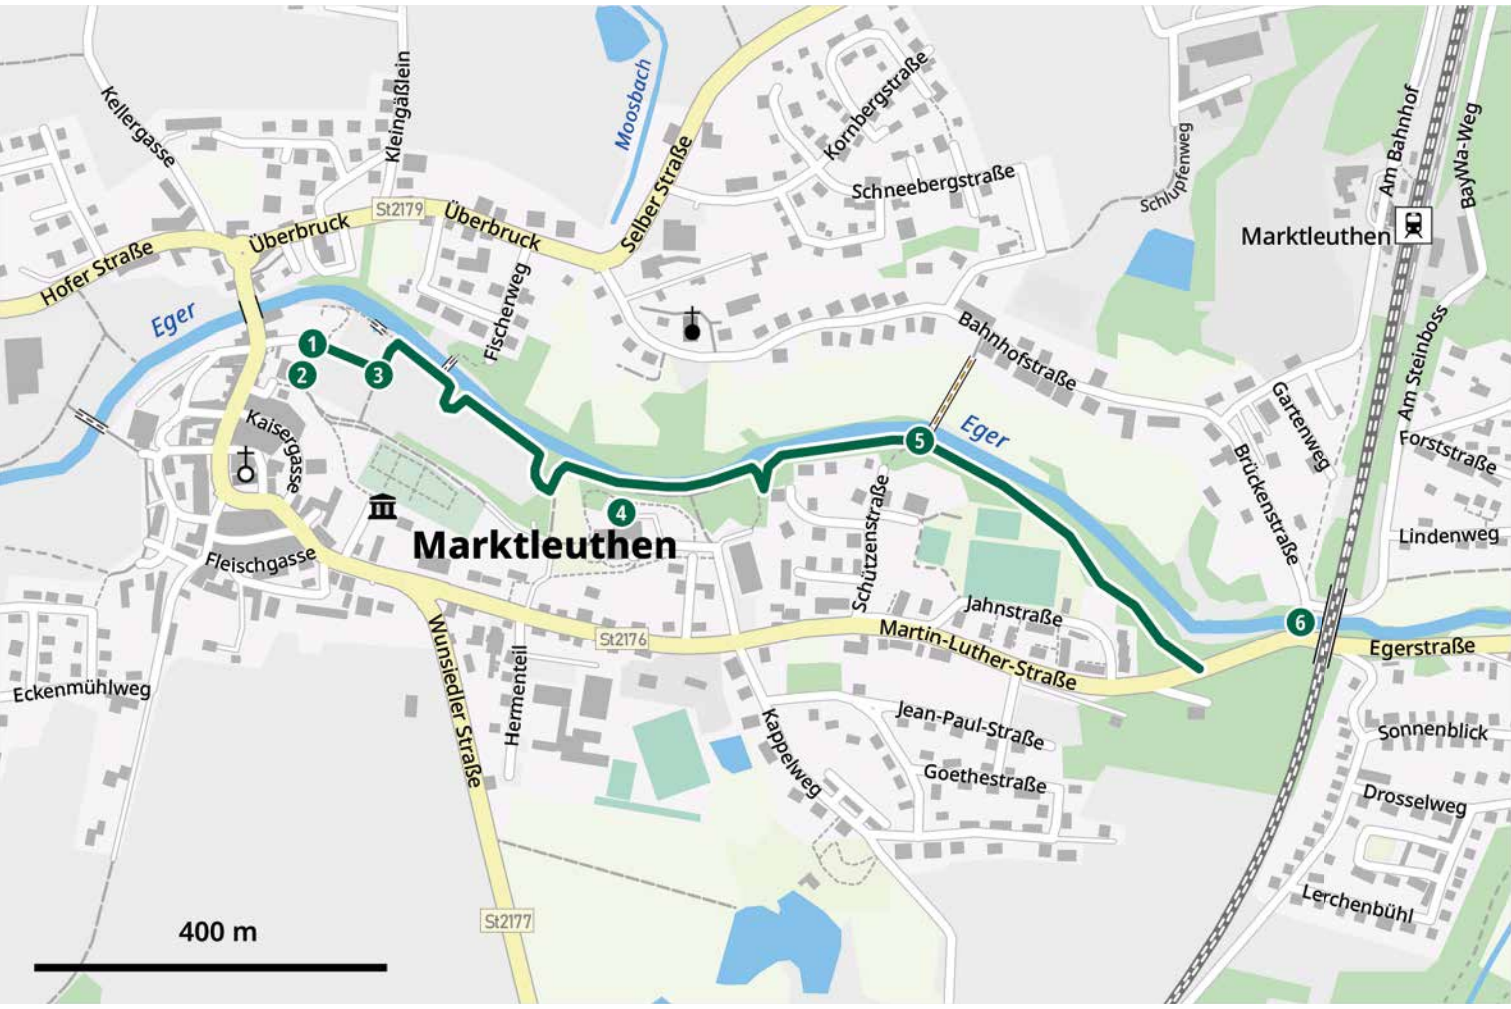 Kellergasse
Kleingäßlein
Moosbach
Selber Straße
Kornbergstraße
Schneebergstraße
Schlupfenweg
Am Bahnhof
BayWa-Weg
Marktleuthen
St2179
Überbruck
Überbruck
Hofer Straße
Eger
Fischerweg
1
2
3
Bahnhofstraße
Am Steinboss
Gartenweg
Kaisergasse
5
Eger
Forststraße
Brückenstraße
4
Marktleuthen
Schützenstraße
Lindenweg
Fleischgasse
Jahnstraße
6
St2176
Martin-Luther-Straße
Egerstraße
Wunsiedler Straße
Hermenteil
Eckenmühlweg
Kappelweg
Jean-Paul-Straße
Sonnenblick
Goethestraße
Drosselweg
Lerchenbühl
St2177
400 m